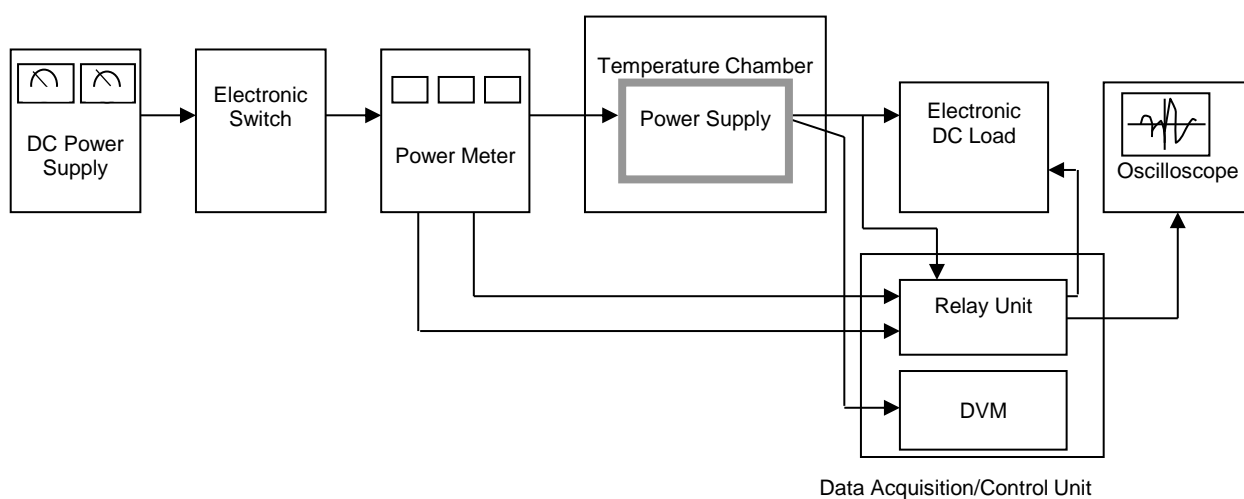 DC Power
Supply
Electronic
Switch
Power Meter
Temperature Chamber
Power Supply
Electronic
DC Load
Oscilloscope
Relay Unit
DVM
Data Acquisition/Control Unit